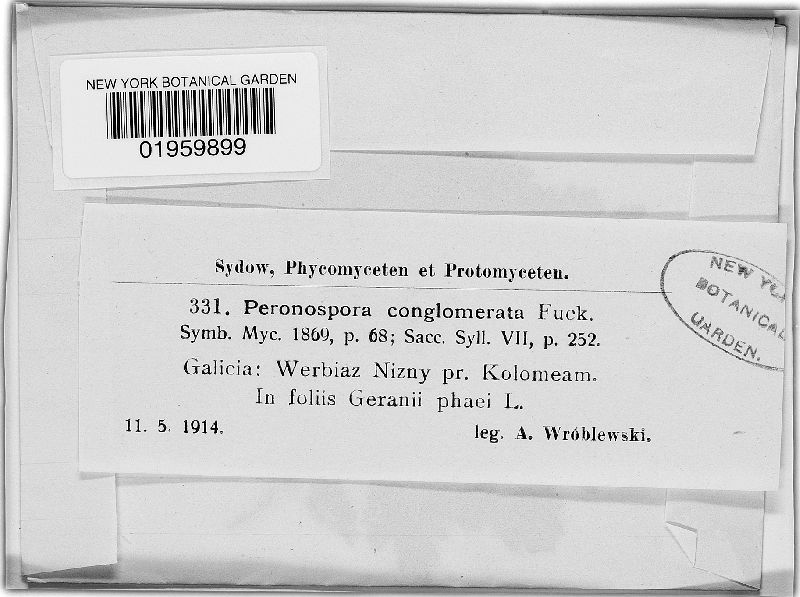 NEW YORK BOTANICAL GARDEN
01959899
Sydow, Phycomyceten et Protomyceten.
331. Peronospora conglomerata Fuck.
Symb. Myc. 1869, p. 68; Sacc. Syll. VII, p. 252.
Galicia: Werbiaz Nizny pr. Kolomeam.
In foliis Geranii phaei L.
11. 5. 1914.
leg. A. Wróblewski.
NEW YO
BOTANICAL
GARDEN.